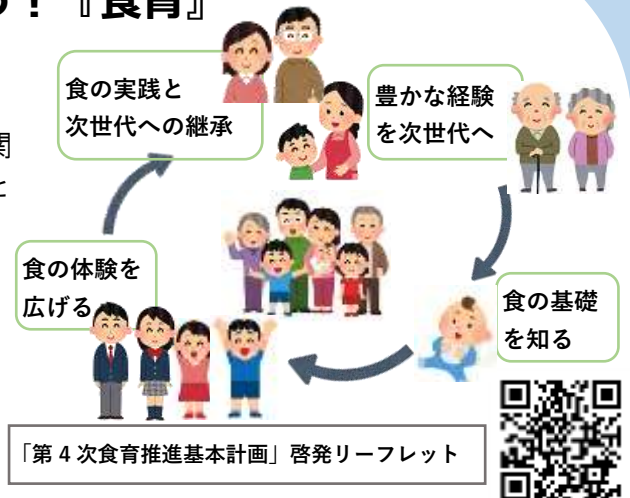 ！『食育』
食の実践と
次世代への継承
豊かな経験
を次世代へ
関
と
食の体験を
広げる
食の基礎
を知る
「第４次食育推進基本計画」啓発リーフレット